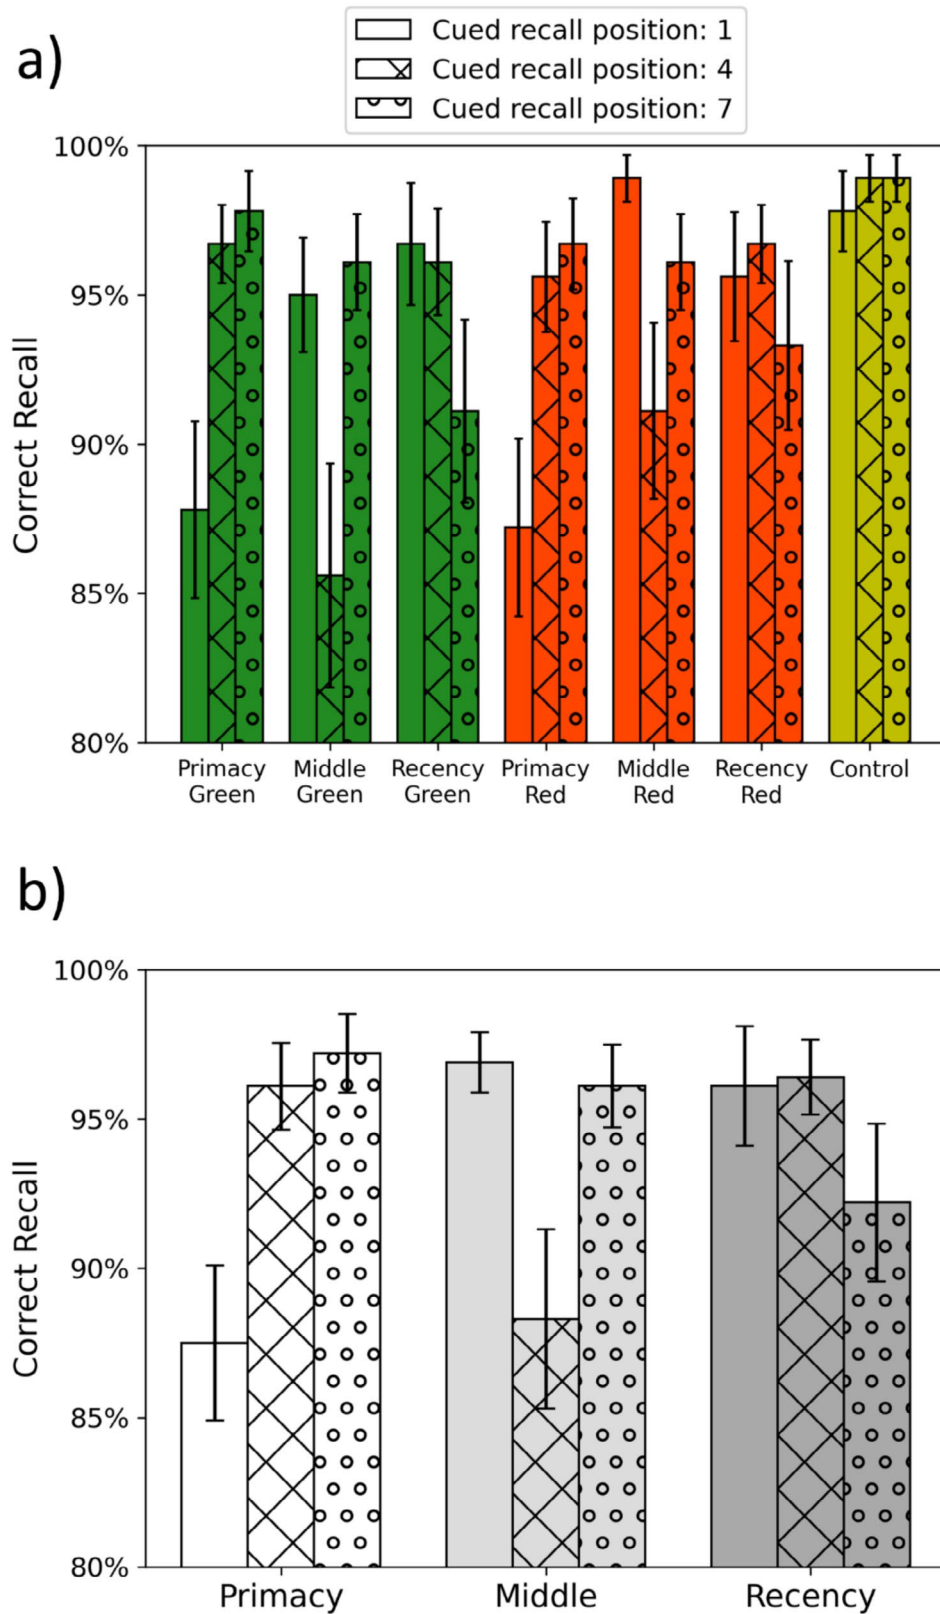 a)
Cued recall position: 1
Cued recall position: 4
Cued recall position: 7
100%
95%
90%
85%
80%
Correct Recall
Primacy Green
Middle Green
Recency Green
Primacy Red
Middle Red
Recency Red
Control
b)
100%
95%
90%
85%
80%
Correct Recall
Primacy
Middle
Recency